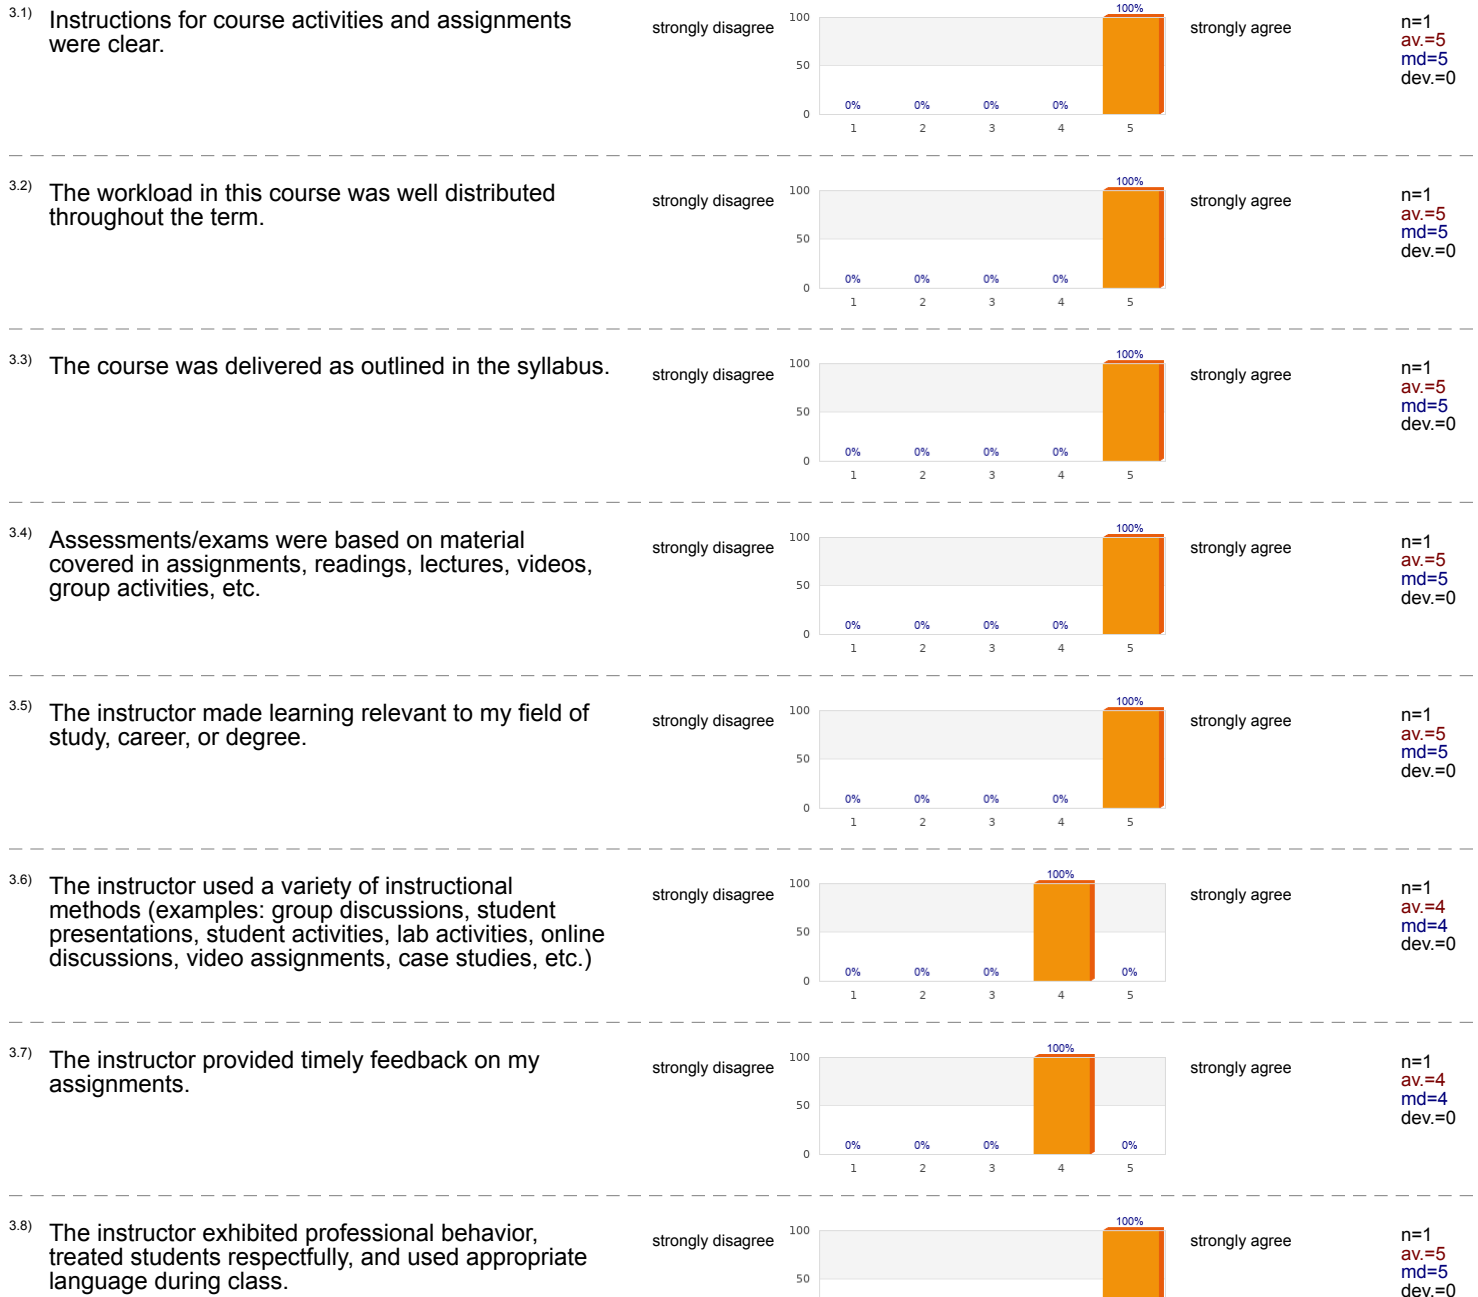 3.1) Instructions for course activities and assignments
were clear.
strongly disagree
100
50
0
0% 0% 0% 0% 100%
1 2 3 4 5
strongly agree
n=1
av.=5
md=5
dev.=0
3.2) The workload in this course was well distributed
throughout the term.
strongly disagree
100
50
0
0% 0% 0% 0% 100%
1 2 3 4 5
strongly agree
n=1
av.=5
md=5
dev.=0
3.3) The course was delivered as outlined in the syllabus.
strongly disagree
100
50
0
0% 0% 0% 0% 100%
1 2 3 4 5
strongly agree
n=1
av.=5
md=5
dev.=0
3.4) Assessments/exams were based on material
covered in assignments, readings, lectures, videos,
group activities, etc.
strongly disagree
100
50
0
0% 0% 0% 0% 100%
1 2 3 4 5
strongly agree
n=1
av.=5
md=5
dev.=0
3.5) The instructor made learning relevant to my field of
study, career, or degree.
strongly disagree
100
50
0
0% 0% 0% 0% 100%
1 2 3 4 5
strongly agree
n=1
av.=5
md=5
dev.=0
3.6) The instructor used a variety of instructional
methods (examples: group discussions, student
presentations, student activities, lab activities, online
discussions, video assignments, case studies, etc.)
strongly disagree
100
50
0
0% 0% 0% 100% 0%
1 2 3 4 5
strongly agree
n=1
av.=4
md=4
dev.=0
3.7) The instructor provided timely feedback on my
assignments.
strongly disagree
100
50
0
0% 0% 0% 100% 0%
1 2 3 4 5
strongly agree
n=1
av.=4
md=4
dev.=0
3.8) The instructor exhibited professional behavior,
treated students respectfully, and used appropriate
language during class.
strongly disagree
100
50
100%
strongly agree
n=1
av.=5
md=5
dev.=0